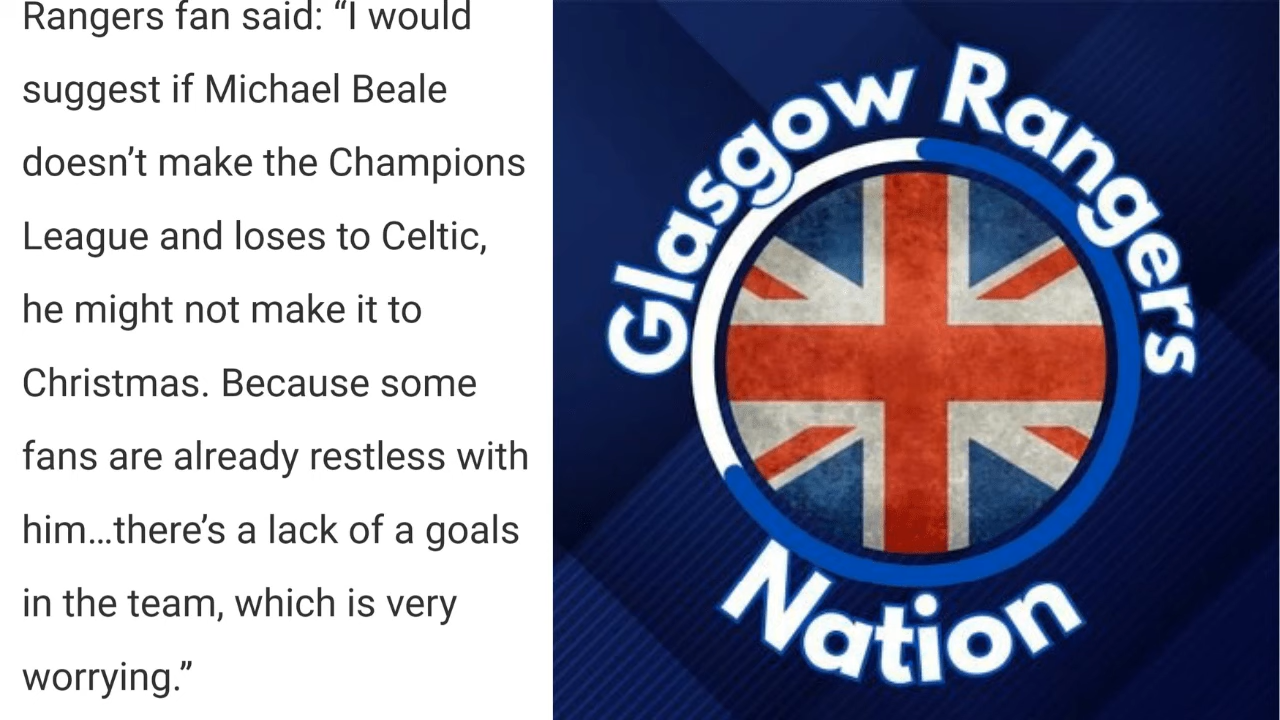 Rangers fan said: “I would
suggest if Michael Beale
doesn’t make the Champions
League and loses to Celtic,
he might not make it to
Christmas. Because some
fans are already restless with
him…there’s a lack of a goals
in the team, which is very
worrying.”
Glasgow Rangers
Nation